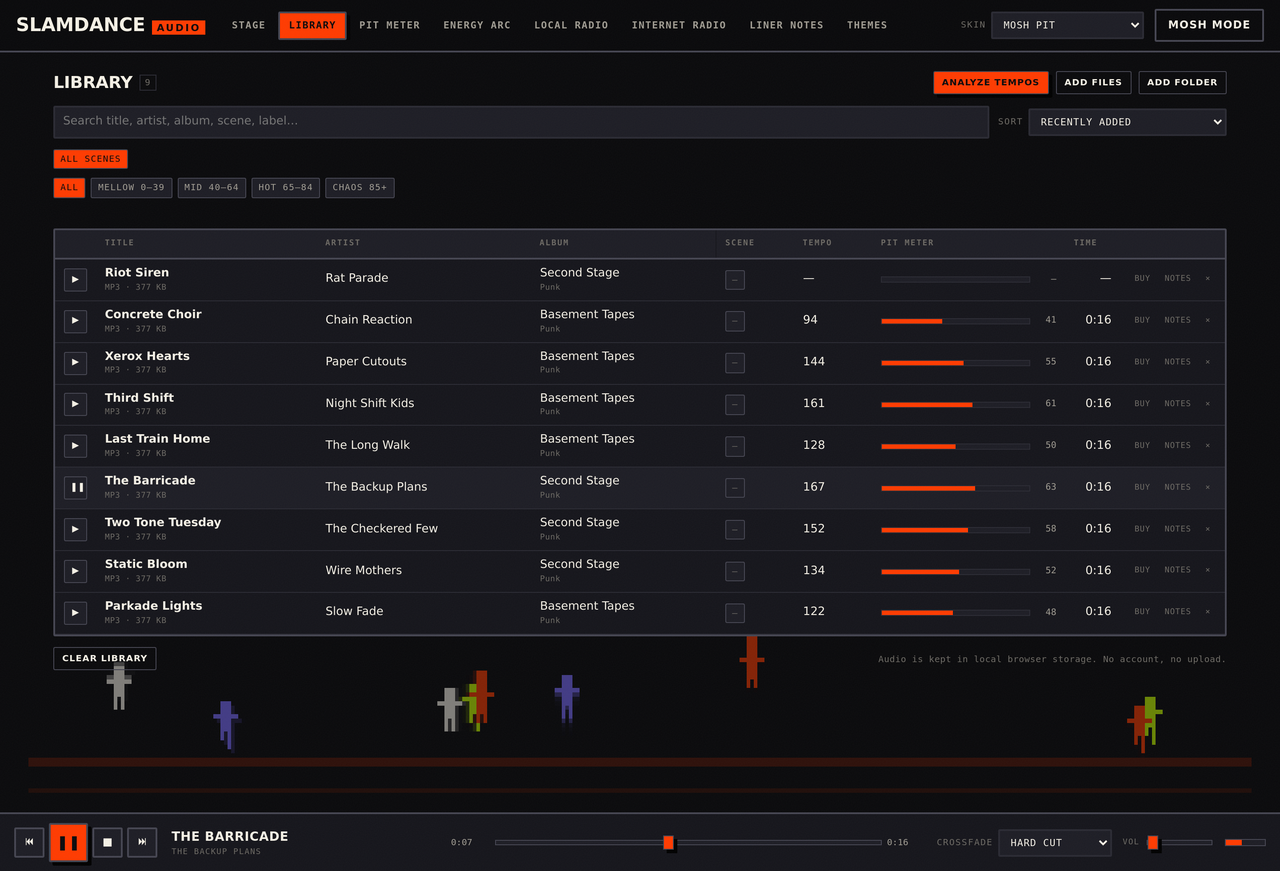 SLAMDANCE AUDIO STAGE LIBRARY PIT METER ENERGY ARC LOCAL RADIO INTERNET RADIO LINER NOTES THEMES SKIN MOSH PIT MOSH MODE
LIBRARY 9 ANALYZE TEMPOS ADD FILES ADD FOLDER
Search title, artist, album, scene, label… SORT RECENTLY ADDED
ALL SCENES
ALL MELLOW 0–39 MID 40–64 HOT 65–84 CHAOS 85+
TITLE ARTIST ALBUM SCENE TEMPO PIT METER TIME
Riot Siren Rat Parade Second Stage — — – — BUY NOTES ×
MP3 · 377 KB Punk
Concrete Choir Chain Reaction Basement Tapes — 94 41 0:16 BUY NOTES ×
MP3 · 377 KB Punk
Xerox Hearts Paper Cutouts Basement Tapes — 144 55 0:16 BUY NOTES ×
MP3 · 377 KB Punk
Third Shift Night Shift Kids Basement Tapes — 161 61 0:16 BUY NOTES ×
MP3 · 377 KB Punk
Last Train Home The Long Walk Basement Tapes — 128 50 0:16 BUY NOTES ×
MP3 · 377 KB Punk
The Barricade The Backup Plans Second Stage — 167 63 0:16 BUY NOTES ×
MP3 · 377 KB Punk
Two Tone Tuesday The Checkered Few Second Stage — 152 58 0:16 BUY NOTES ×
MP3 · 377 KB Punk
Static Bloom Wire Mothers Second Stage — 134 52 0:16 BUY NOTES ×
MP3 · 377 KB Punk
Parkade Lights Slow Fade Basement Tapes — 122 48 0:16 BUY NOTES ×
MP3 · 377 KB Punk
CLEAR LIBRARY Audio is kept in local browser storage. No account, no upload.
THE BARRICADE 0:07 0:16 CROSSFADE HARD CUT VOL
THE BACKUP PLANS